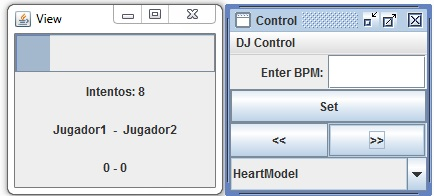 View
Intentos: 8
Jugador1 - Jugador2
0 - 0
Control
DJ Control
Enter BPM:
Set
<<
>>
HeartModel